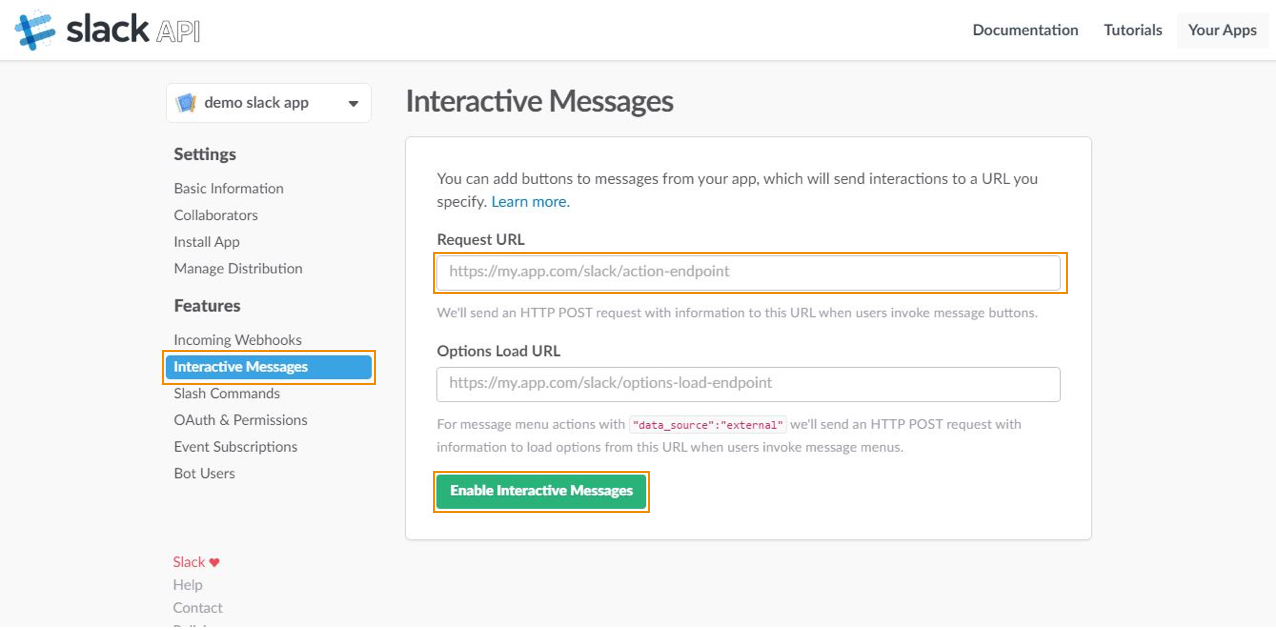 slack API
Documentation
Tutorials
Your Apps
demo slack app
Settings
Basic Information
Collaborators
Install App
Manage Distribution
Features
Incoming Webhooks
Interactive Messages
Slash Commands
OAuth & Permissions
Event Subscriptions
Bot Users
Slack
Help
Contact
Interactive Messages
You can add buttons to messages from your app, which will send interactions to a URL you
specify. Learn more.
Request URL
https://my.app.com/slack/action-endpoint
We'll send an HTTP POST request with information to this URL when users invoke message buttons.
Options Load URL
https://my.app.com/slack/options-load-endpoint
For message menu actions with "data_source":"external" we'll send an HTTP POST request with
information to load options from this URL when users invoke message menus.
Enable Interactive Messages